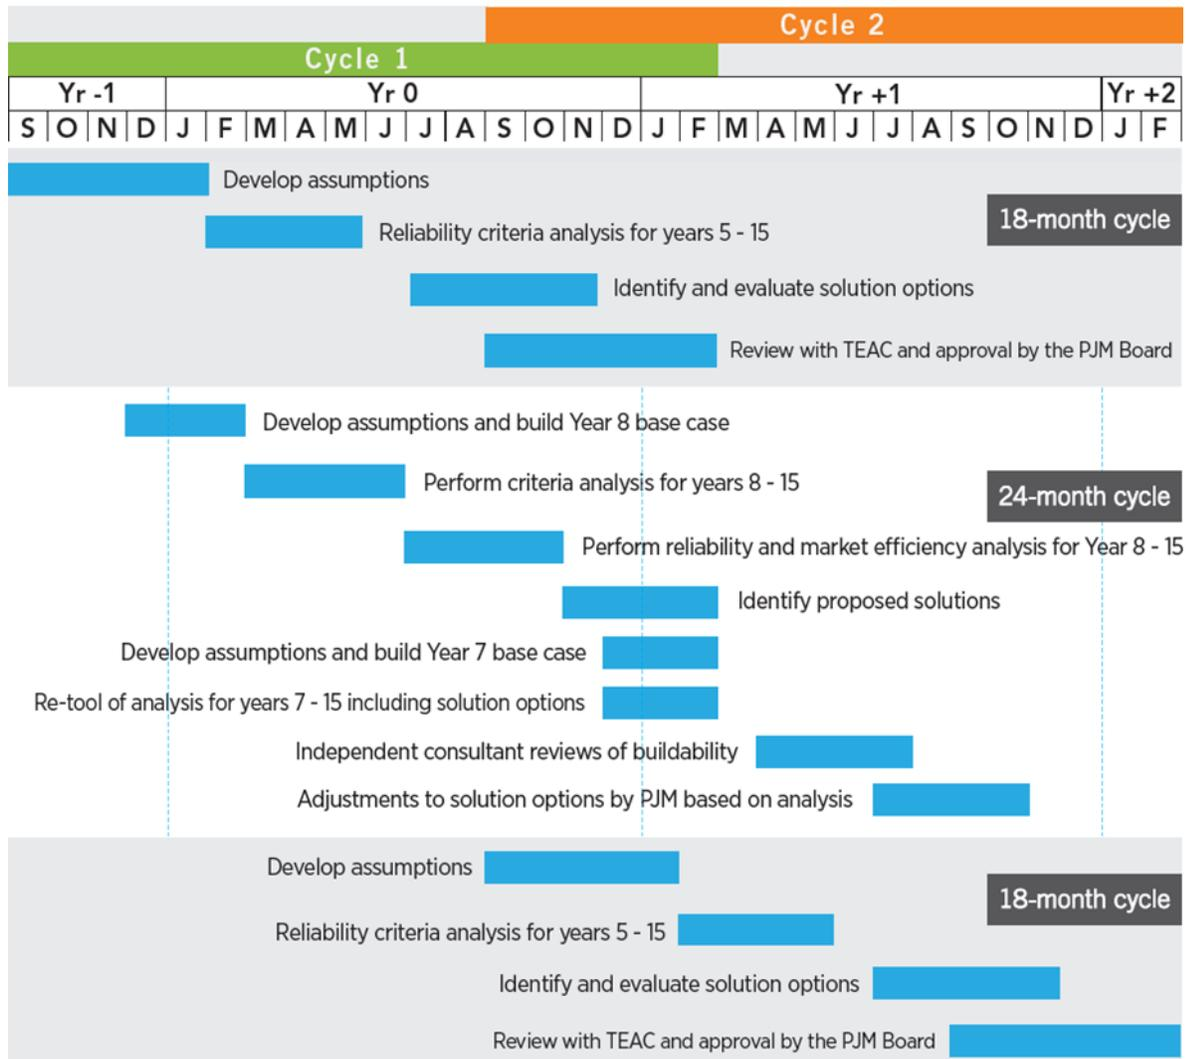 Cycle 2
Cycle 1
Yr -1 Yr 0 Yr +1 Yr +2
S O N D J F M A M J J A S O N D J F M A M J J A S O N D J F
Develop assumptions
18-month cycle
Reliability criteria analysis for years 5 - 15
Identify and evaluate solution options
Review with TEAC and approval by the PJM Board
Develop assumptions and build Year 8 base case
Perform criteria analysis for years 8 - 15
24-month cycle
Perform reliability and market efficiency analysis for Year 8 - 15
Identify proposed solutions
Develop assumptions and build Year 7 base case
Re-tool of analysis for years 7 - 15 including solution options
Independent consultant reviews of buildability
Adjustments to solution options by PJM based on analysis
Develop assumptions
18-month cycle
Reliability criteria analysis for years 5 - 15
Identify and evaluate solution options
Review with TEAC and approval by the PJM Board